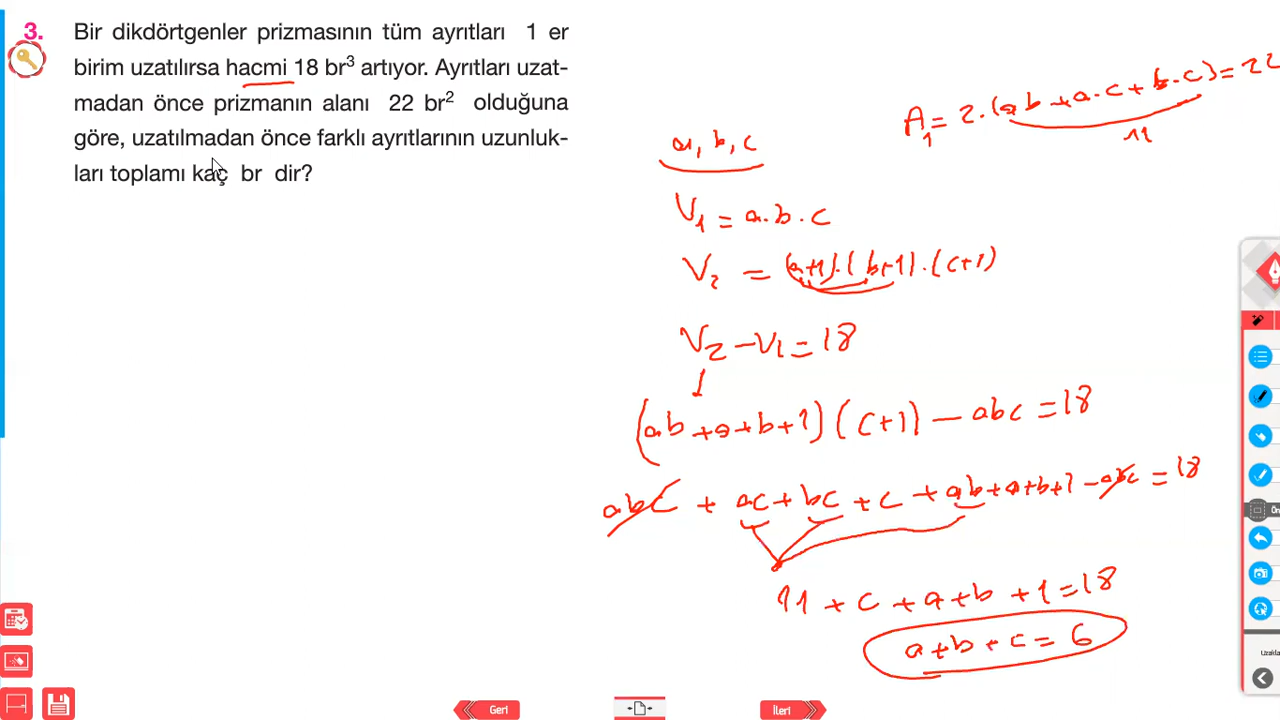 3. Bir dikdörtgenler prizmasının tüm ayrıtları 1 er
birim uzatılırsa hacmi 18 br³ artıyor. Ayrıtları uzat-
madan önce prizmanın alanı 22 br² olduğuna
göre, uzatılmadan önce farklı ayrıtlarının uzunluk-
ları toplamı kaç br dir?
A₁ = 2.(ab + a.c + b.c) = 22
11
a, b, c
V₁ = a.b.c
V₂ = (a+1).(b+1).(c+1)
V₂ - V₁ = 18
(ab + a + b + 1)(c+1) - abc = 18
abc + ac + bc + c + ab + a + b + 1 - abc = 18
11 + c + a + b + 1 = 18
a + b + c = 6
Uzakla
Geri
İleri